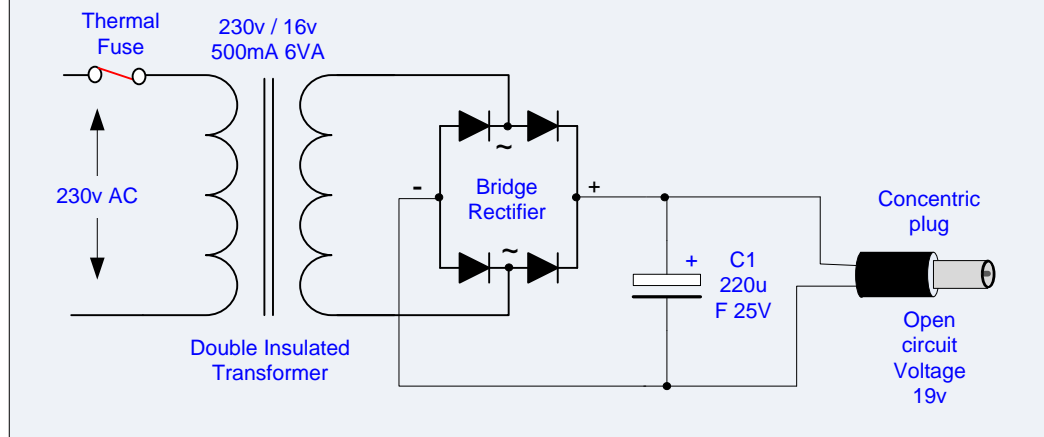 Thermal
Fuse
230v / 16v
500mA 6VA
230v AC
Double Insulated
Transformer
~
-
Bridge
Rectifier
+
~
+
C1
220u
F 25V
Concentric
plug
Open
circuit
Voltage
19v